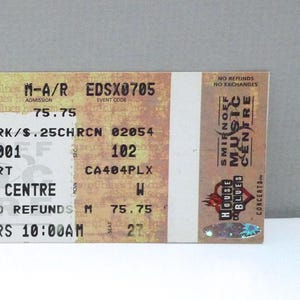 M-A/R EDSX0705
ADMISSION EVENT CODE
75.75
RK/$.25CHRCN 02054
001 102
RT CA404PLX
CENTRE W
O REFUNDS M 75.75
RS 10:00AM SEAT 27
NO REFUNDS
NO EXCHANGES
SMIRNOFF
MUSIC
CENTRE
HOUSE
OF
BLUES
CONCERTS